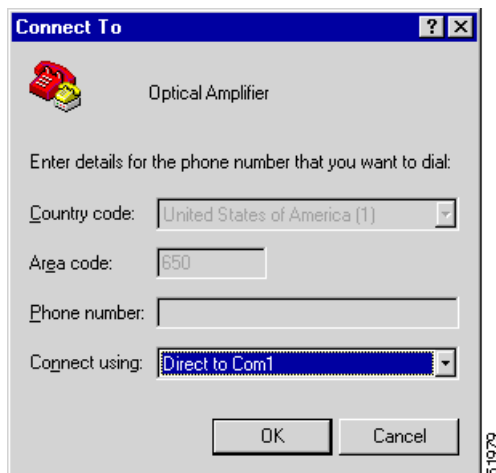 Connect To
Optical Amplifier
Enter details for the phone number that you want to dial:
Country code: United States of America (1)
Area code: 650
Phone number:
Connect using: Direct to Com1
OK Cancel